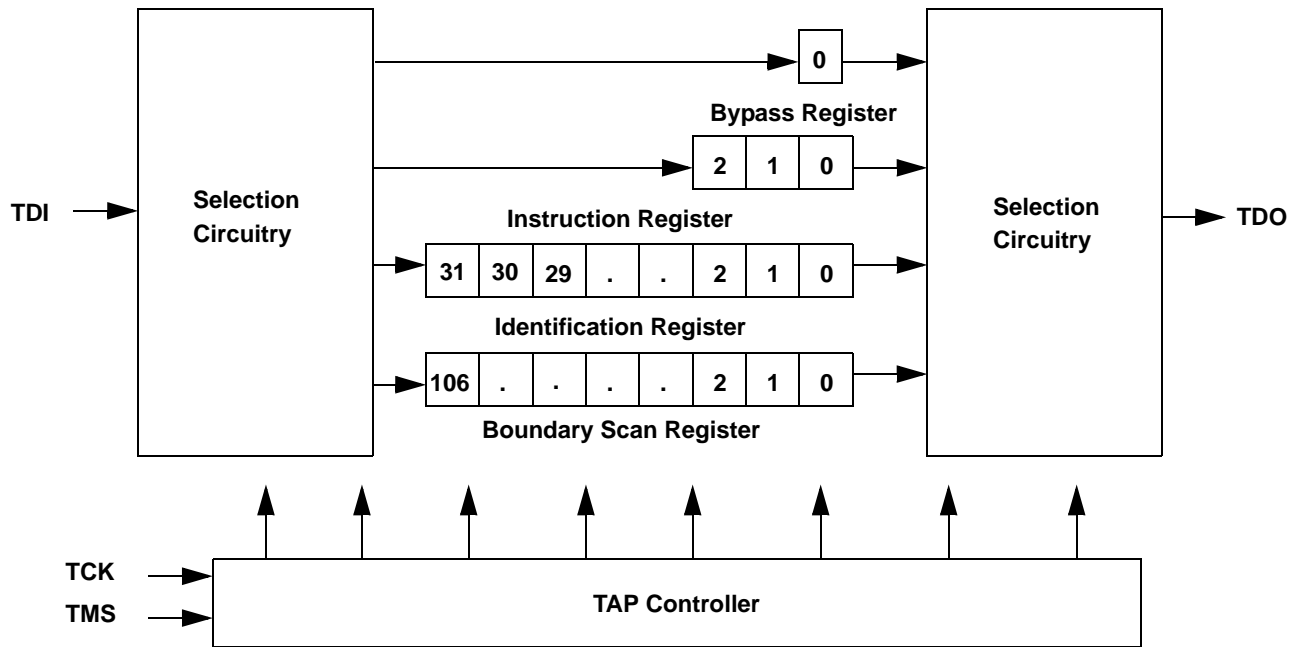 0
Bypass Register
2 1 0
Selection
Circuitry
Selection
Circuitry
TDI
TDO
Instruction Register
31 30 29 . . 2 1 0
Identification Register
106 . . . . 2 1 0
Boundary Scan Register
TCK
TMS
TAP Controller